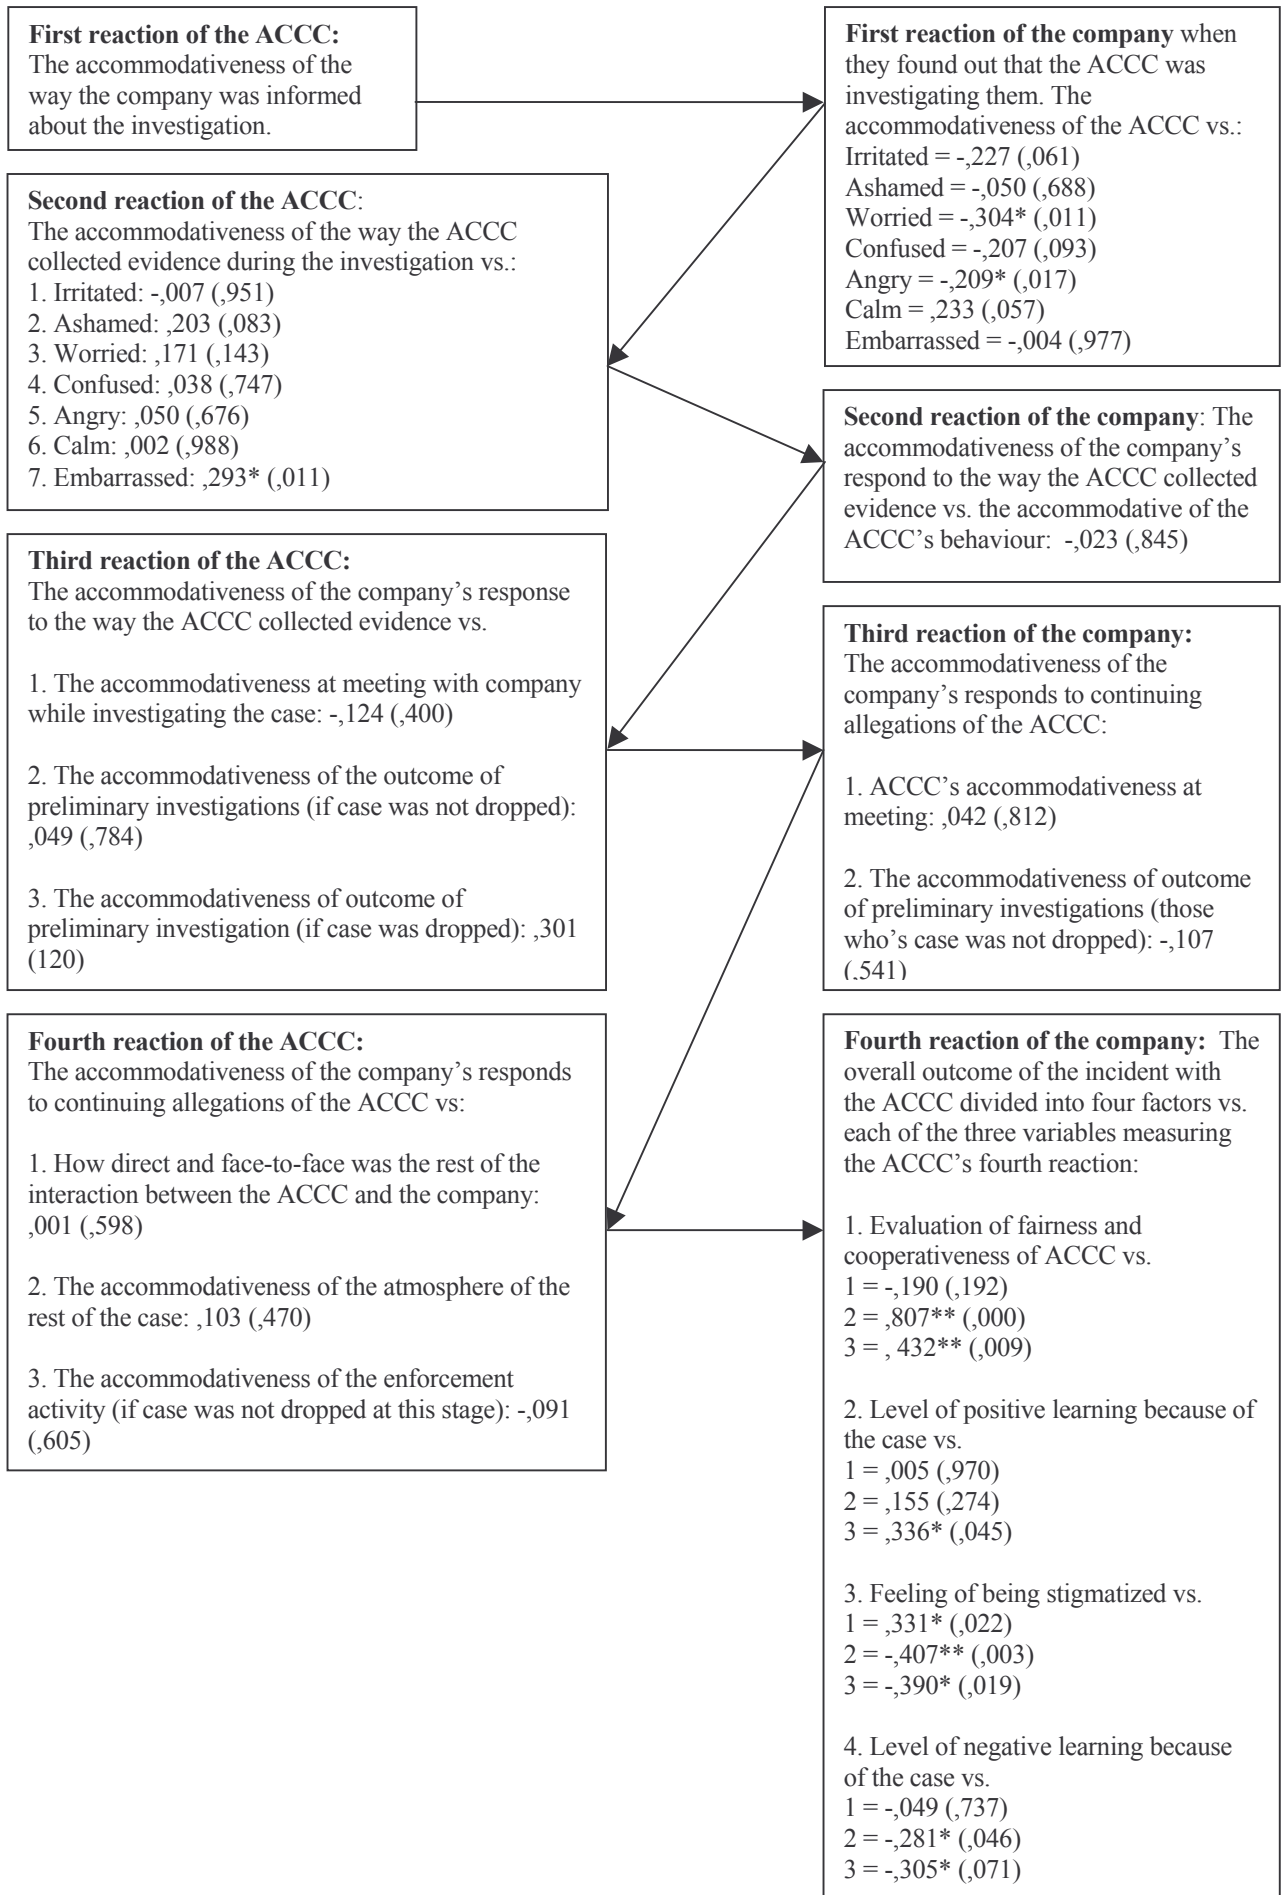 First reaction of the ACCC:
The accommodativeness of the
way the company was informed
about the investigation.
First reaction of the company when
they found out that the ACCC was
investigating them. The
accommodativeness of the ACCC vs.:
Irritated = -,227 (,061)
Ashamed = -,050 (,688)
Worried = -,304* (,011)
Confused = -,207 (,093)
Angry = -,209* (,017)
Calm = ,233 (,057)
Embarrassed = -,004 (,977)
Second reaction of the ACCC:
The accommodativeness of the way the ACCC
collected evidence during the investigation vs.:
1. Irritated: -,007 (,951)
2. Ashamed: ,203 (,083)
3. Worried: ,171 (,143)
4. Confused: ,038 (,747)
5. Angry: ,050 (,676)
6. Calm: ,002 (,988)
7. Embarrassed: ,293* (,011)
Second reaction of the company: The
accommodativeness of the company's
respond to the way the ACCC collected
evidence vs. the accommodative of the
ACCC's behaviour:  -,023 (,845)
Third reaction of the ACCC:
The accommodativeness of the company's response
to the way the ACCC collected evidence vs.
1. The accommodativeness at meeting with company
while investigating the case: -,124 (,400)
2. The accommodativeness of the outcome of
preliminary investigations (if case was not dropped):
,049 (,784)
3. The accommodativeness of outcome of
preliminary investigation (if case was dropped): ,301
(120)
Third reaction of the company:
The accommodativeness of the
company's responds to continuing
allegations of the ACCC:
1. ACCC's accommodativeness at
meeting: ,042 (,812)
2. The accommodativeness of outcome
of preliminary investigations (those
who's case was not dropped): -,107
(,541)
Fourth reaction of the ACCC:
The accommodativeness of the company's responds
to continuing allegations of the ACCC vs:
1. How direct and face-to-face was the rest of the
interaction between the ACCC and the company:
,001 (,598)
2. The accommodativeness of the atmosphere of the
rest of the case: ,103 (,470)
3. The accommodativeness of the enforcement
activity (if case was not dropped at this stage): -,091
(,605)
Fourth reaction of the company:  The
overall outcome of the incident with
the ACCC divided into four factors vs.
each of the three variables measuring
the ACCC's fourth reaction:
1. Evaluation of fairness and
cooperativeness of ACCC vs.
1 = -,190 (,192)
2 = ,807** (,000)
3 = , 432** (,009)
2. Level of positive learning because of
the case vs.
1 = ,005 (,970)
2 = ,155 (,274)
3 = ,336* (,045)
3. Feeling of being stigmatized vs.
1 = ,331* (,022)
2 = -,407** (,003)
3 = -,390* (,019)
4. Level of negative learning because
of the case vs.
1 = -,049 (,737)
2 = -,281* (,046)
3 = -,305* (,071)